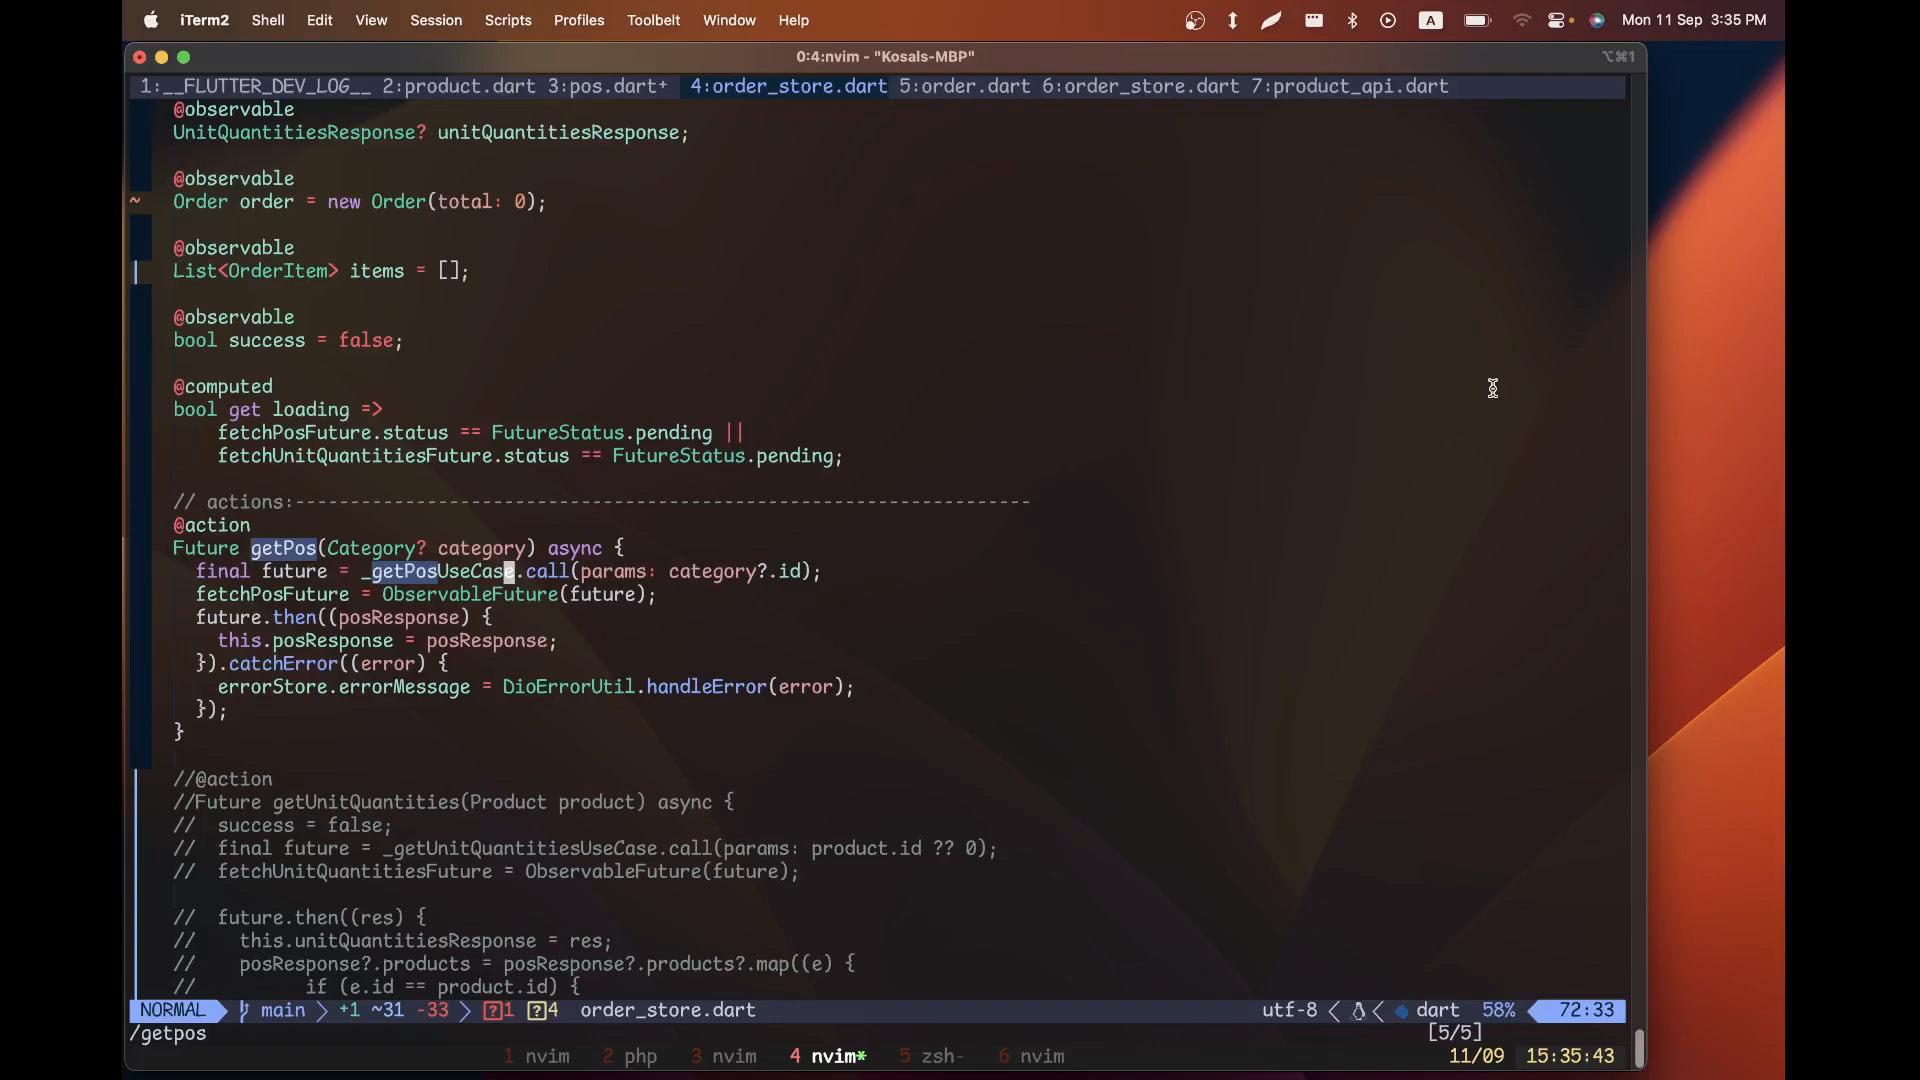 iTerm2 Shell Edit View Session Scripts Profiles Toolbelt Window Help A Mon 11 Sep 3:35 PM
0:4:nvim - "Kosals-MBP" ⌥⌘1
1:__FLUTTER_DEV_LOG__ 2:product.dart 3:pos.dart+ 4:order_store.dart 5:order.dart 6:order_store.dart 7:product_api.dart
@observable
UnitQuantitiesResponse? unitQuantitiesResponse;
@observable
~ Order order = new Order(total: 0);
@observable
List<OrderItem> items = [];
@observable
bool success = false;
@computed
bool get loading =>
fetchPosFuture.status == FutureStatus.pending ||
fetchUnitQuantitiesFuture.status == FutureStatus.pending;
// actions:-------------------------------------------------------------------
@action
Future getPos(Category? category) async {
final future = _getPosUseCase.call(params: category?.id);
fetchPosFuture = ObservableFuture(future);
future.then((posResponse) {
this.posResponse = posResponse;
}).catchError((error) {
errorStore.errorMessage = DioErrorUtil.handleError(error);
});
}
//@action
//Future getUnitQuantities(Product product) async {
//  success = false;
//  final future = _getUnitQuantitiesUseCase.call(params: product.id ?? 0);
//  fetchUnitQuantitiesFuture = ObservableFuture(future);
//  future.then((res) {
//    this.unitQuantitiesResponse = res;
//    posResponse?.products = posResponse?.products?.map((e) {
//          if (e.id == product.id) {
NORMAL main +1 ~31 -33 ?1 ?4 order_store.dart utf-8 dart 58% 72:33
/getpos [5/5]
1 nvim 2 php 3 nvim 4 nvim* 5 zsh- 6 nvim 11/09 15:35:43